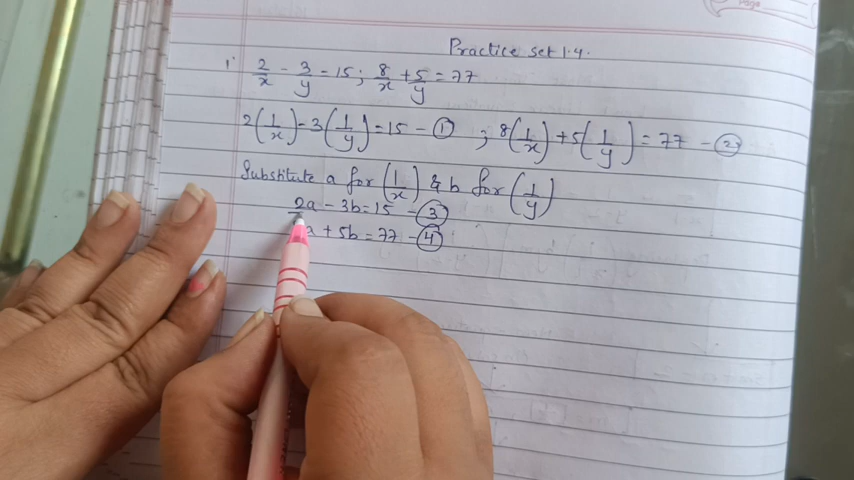 Page
Practice set 1.4.
1. 2/x - 3/y = 15; 8/x + 5/y = 77
2(1/x) - 3(1/y) = 15 - ① ; 8(1/x) + 5(1/y) = 77 - ②
Substitute a for (1/x) & b for (1/y)
2a - 3b = 15 - ③
a + 5b = 77 - ④